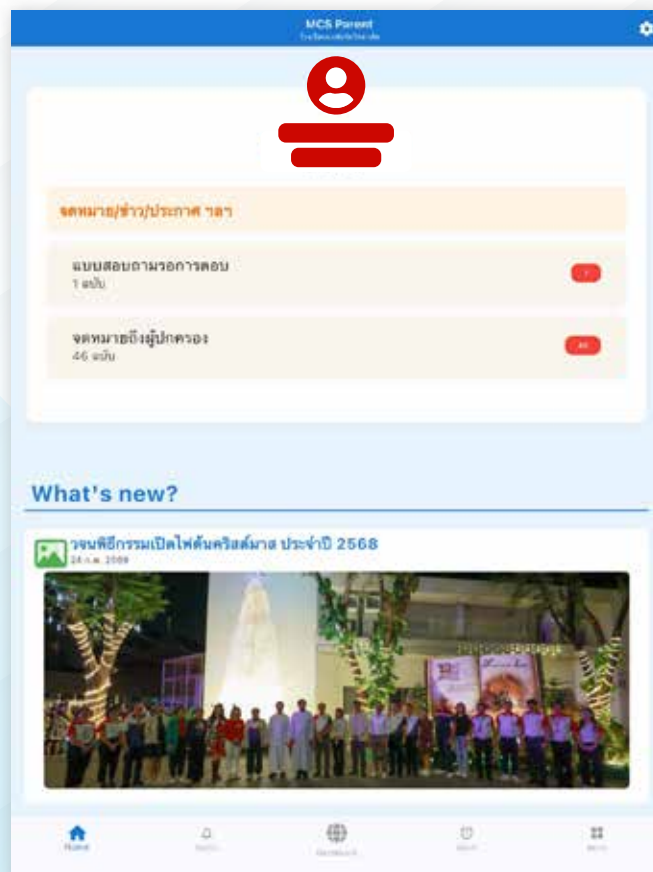 MCS Parent
จดหมาย/ข่าว/ประกาศ ฯลฯ
แบบสอบถามรอการตอบ
1 ฉบับ
1
จดหมายถึงผู้ปกครอง
46 ฉบับ
46
What's new?
วจนพิธีกรรมเปิดไฟต้นคริสต์มาส ประจำปี 2568
Home